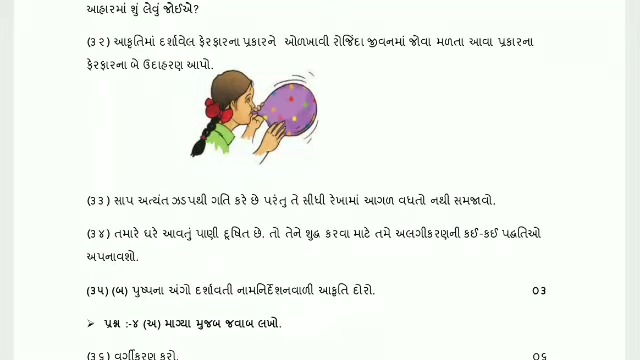 આહારમાં શું લેવું જોઈએ?
(૩૨) આકૃતિમાં દર્શાવેલ ફેરફારના પ્રકારને ઓળખાવી રોજિંદા જીવનમાં જોવા મળતા આવા પ્રકારના
ફેરફારના બે ઉદાહરણ આપો.
(૩૩) સાપ અત્યંત ઝડપથી ગતિ કરે છે પરંતુ તે સીધી રેખામાં આગળ વધતો નથી સમજાવો.
(૩૪) તમારે ઘરે આવતું પાણી દૂષિત છે. તો તેને શુદ્ધ કરવા માટે તમે અલગીકરણની કઈ-કઈ પદ્ધતિઓ
અપનાવશો.
(૩૫) (બ) પુષ્પના અંગો દર્શાવતી નામનિર્દેશનવાળી આકૃતિ દોરો. ૦૩
➢ પ્રશ્ન :-૪ (અ) માગ્યા મુજબ જવાબ લખો.
(૩૬) વર્ગીકરણ કરો. ૦૬